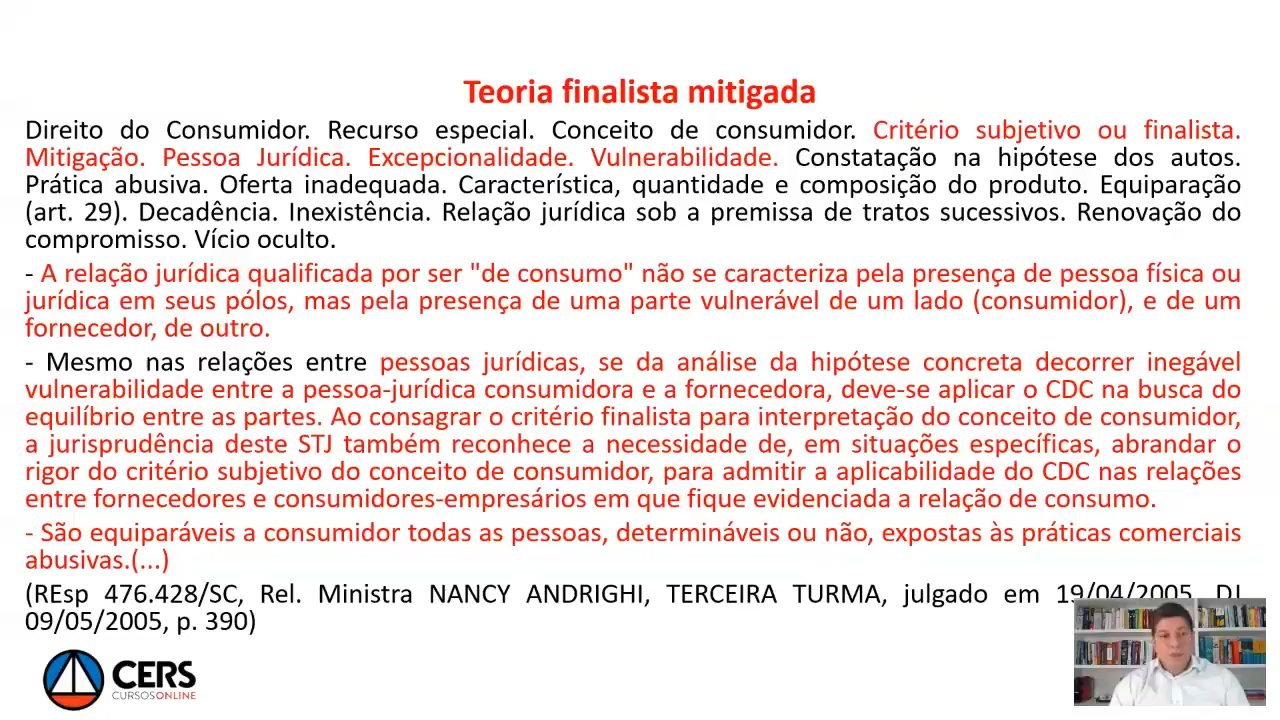 Teoria finalista mitigada
Direito do Consumidor. Recurso especial. Conceito de consumidor. Critério subjetivo ou finalista.
Mitigação. Pessoa Jurídica. Excepcionalidade. Vulnerabilidade. Constatação na hipótese dos autos.
Prática abusiva. Oferta inadequada. Característica, quantidade e composição do produto. Equiparação
(art. 29). Decadência. Inexistência. Relação jurídica sob a premissa de tratos sucessivos. Renovação do
compromisso. Vício oculto.
- A relação jurídica qualificada por ser "de consumo" não se caracteriza pela presença de pessoa física ou
jurídica em seus pólos, mas pela presença de uma parte vulnerável de um lado (consumidor), e de um
fornecedor, de outro.
- Mesmo nas relações entre pessoas jurídicas, se da análise da hipótese concreta decorrer inegável
vulnerabilidade entre a pessoa-jurídica consumidora e a fornecedora, deve-se aplicar o CDC na busca do
equilíbrio entre as partes. Ao consagrar o critério finalista para interpretação do conceito de consumidor,
a jurisprudência deste STJ também reconhece a necessidade de, em situações específicas, abrandar o
rigor do critério subjetivo do conceito de consumidor, para admitir a aplicabilidade do CDC nas relações
entre fornecedores e consumidores-empresários em que fique evidenciada a relação de consumo.
- São equiparáveis a consumidor todas as pessoas, determináveis ou não, expostas às práticas comerciais
abusivas.(...)
(REsp 476.428/SC, Rel. Ministra NANCY ANDRIGHI, TERCEIRA TURMA, julgado em 19/04/2005, DJ
09/05/2005, p. 390)
CERS
CURSOSONLINE